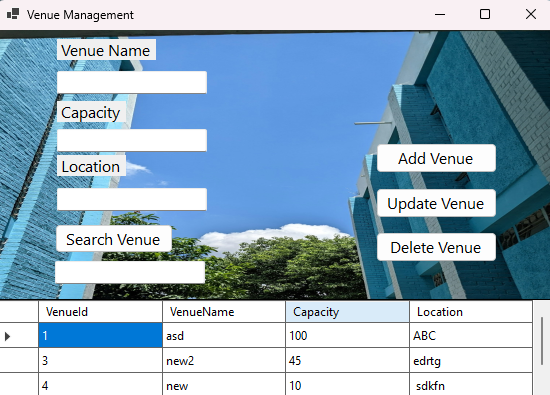 Venue Management
Venue Name
Capacity
Location
Add Venue
Update Venue
Search Venue
Delete Venue
VenueId VenueName Capacity Location
1 asd 100 ABC
3 new2 45 edrtg
4 new 10 sdkfn